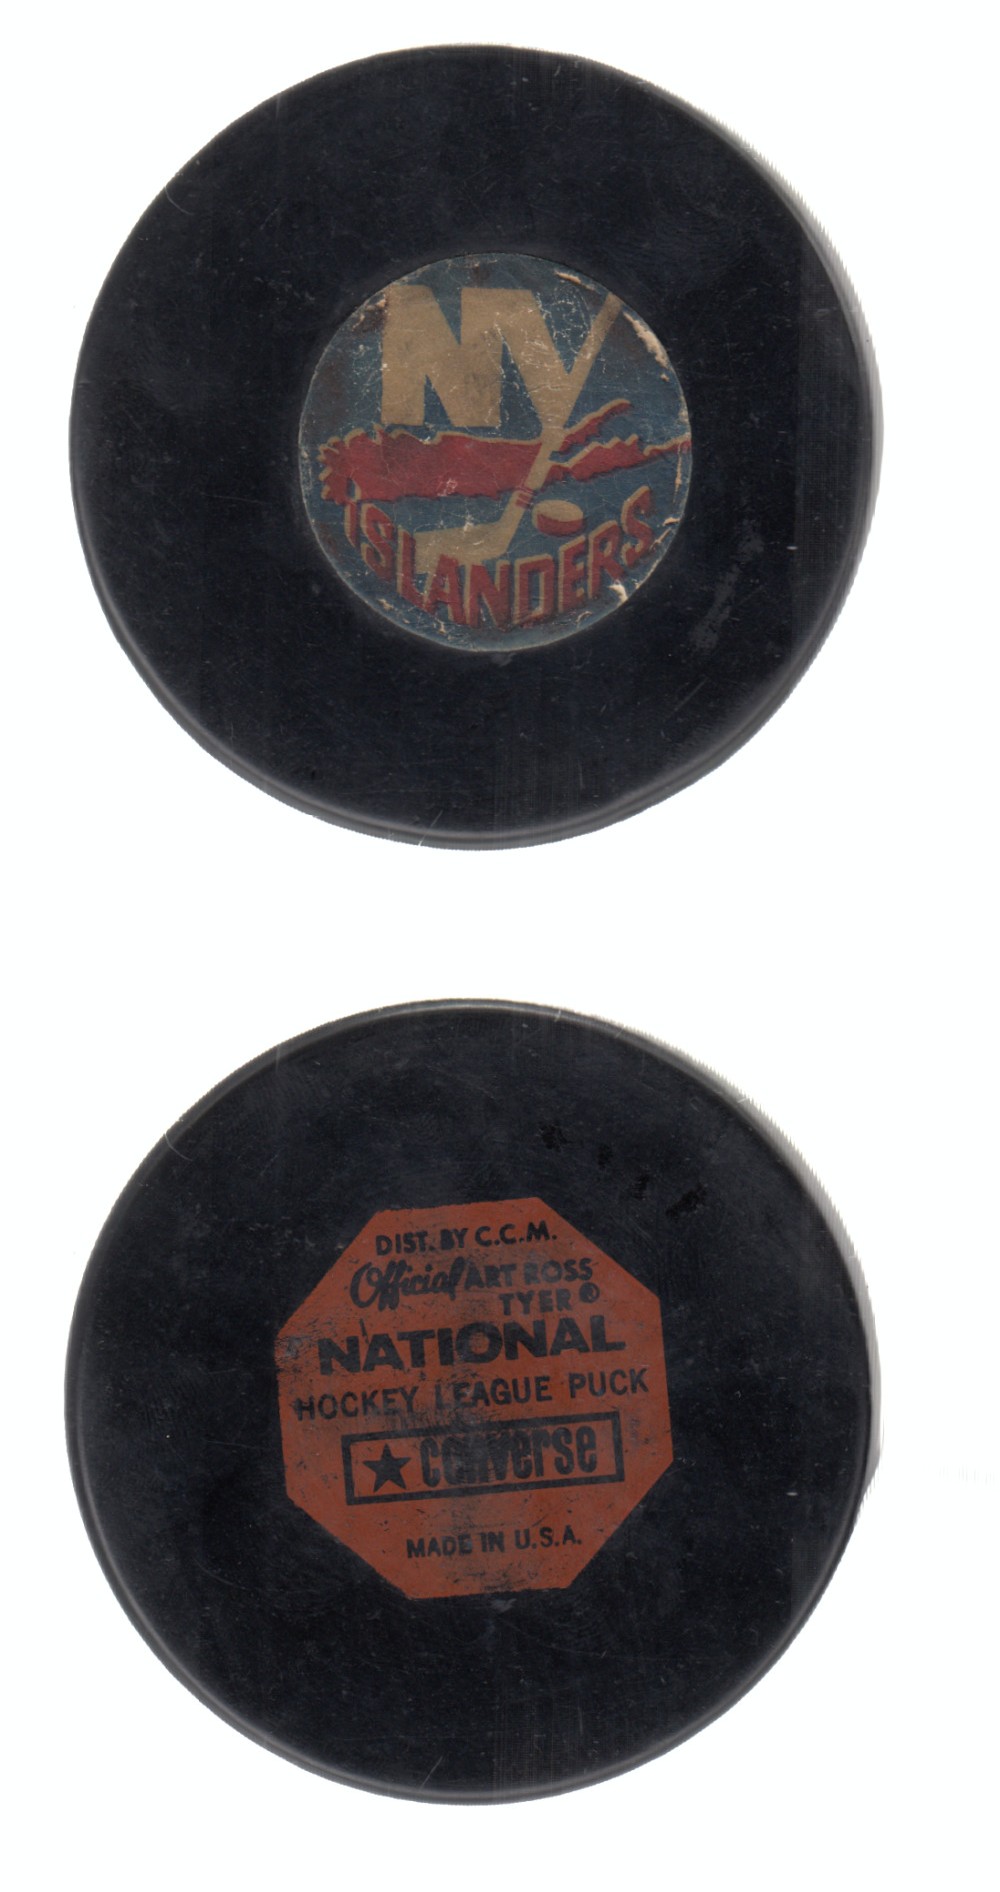 NY
ISLANDERS
DIST. BY C.C.M.
Official ART ROSS
TYER®
NATIONAL
HOCKEY LEAGUE PUCK
★ converse
MADE IN U.S.A.